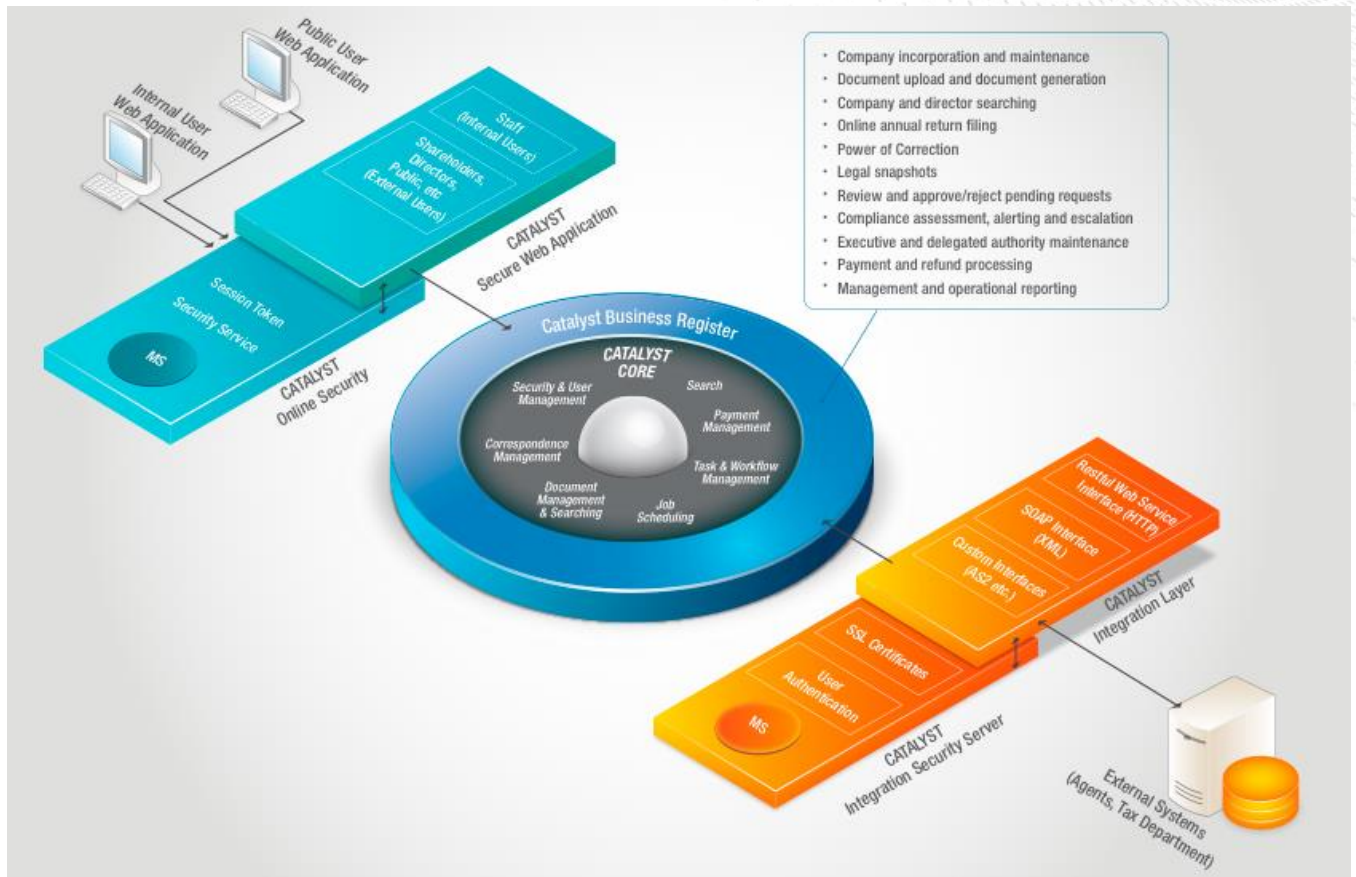 Public User
Web Application
Internal User
Web Application
Staff
(Internal Users)
Shareholders,
Directors,
Public, etc
(External Users)
CATALYST
Secure Web Application
Session Token
Security Service
MS
CATALYST
Online Security
• Company incorporation and maintenance
• Document upload and document generation
• Company and director searching
• Online annual return filing
• Power of Correction
• Legal snapshots
• Review and approve/reject pending requests
• Compliance assessment, alerting and escalation
• Executive and delegated authority maintenance
• Payment and refund processing
• Management and operational reporting
Catalyst Business Register
CATALYST
CORE
Security & User
Management
Search
Payment
Management
Correspondence
Management
Task & Workflow
Management
Document
Management
& Searching
Job
Scheduling
Restful Web Service
Interface (HTTP)
SOAP Interface
(XML)
Custom Interfaces
(AS2 etc.)
CATALYST
Integration Layer
SSL Certificates
User
Authentication
MS
CATALYST
Integration Security Server
External Systems
(Agents, Tax Department)